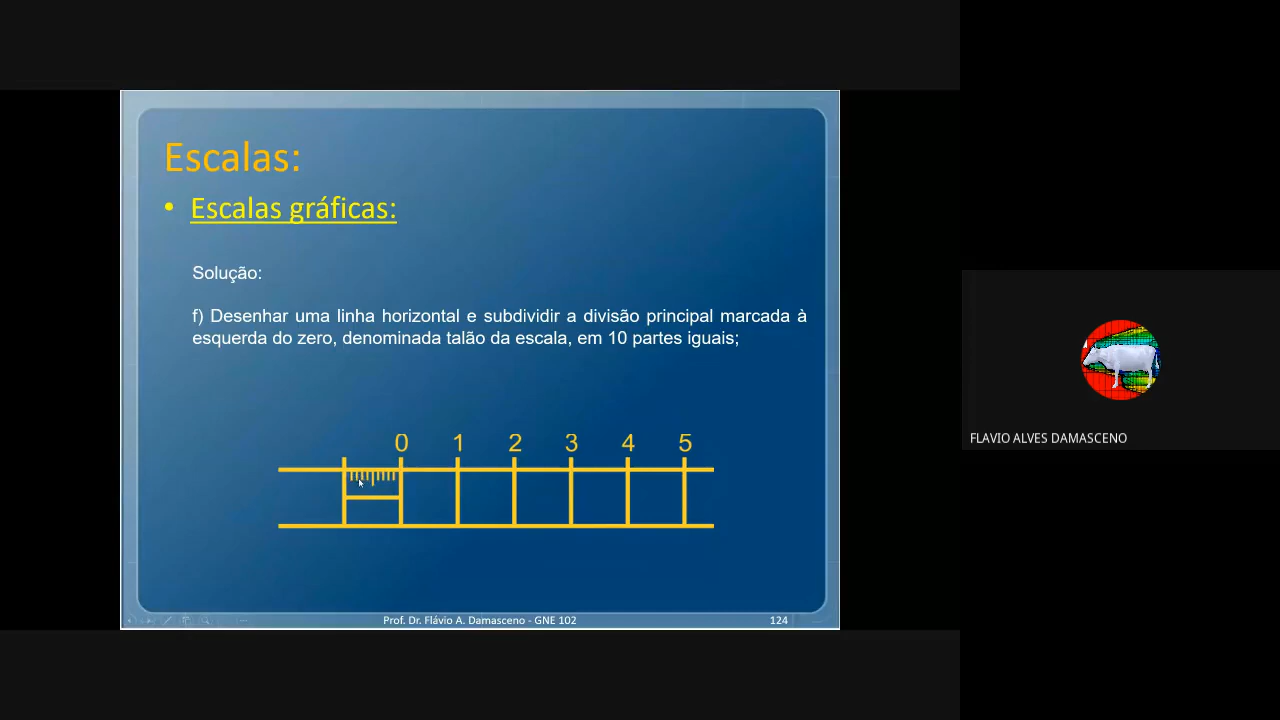 Escalas:
• Escalas gráficas:
Solução:
f) Desenhar uma linha horizontal e subdividir a divisão principal marcada à
esquerda do zero, denominada talão da escala, em 10 partes iguais;
0 1 2 3 4 5
FLAVIO ALVES DAMASCENO
Prof. Dr. Flávio A. Damasceno - GNE 102
124